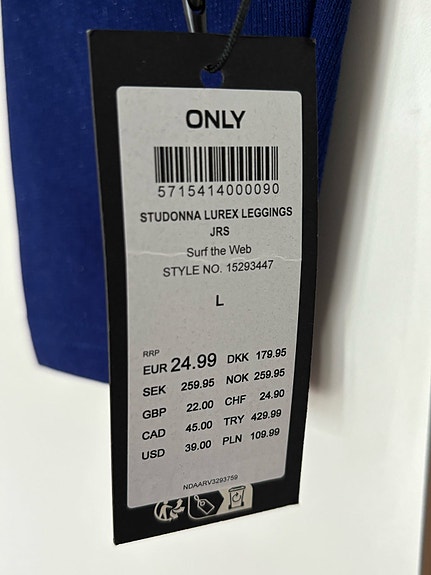 ONLY
5715414000090
STUDONNA LUREX LEGGINGS
JRS
Surf the Web
STYLE NO. 15293447
L
RRP
EUR 24.99 DKK 179.95
SEK 259.95 NOK 259.95
GBP 22.00 CHF 24.90
CAD 45.00 TRY 429.99
USD 39.00 PLN 109.99
NDAARV3293759